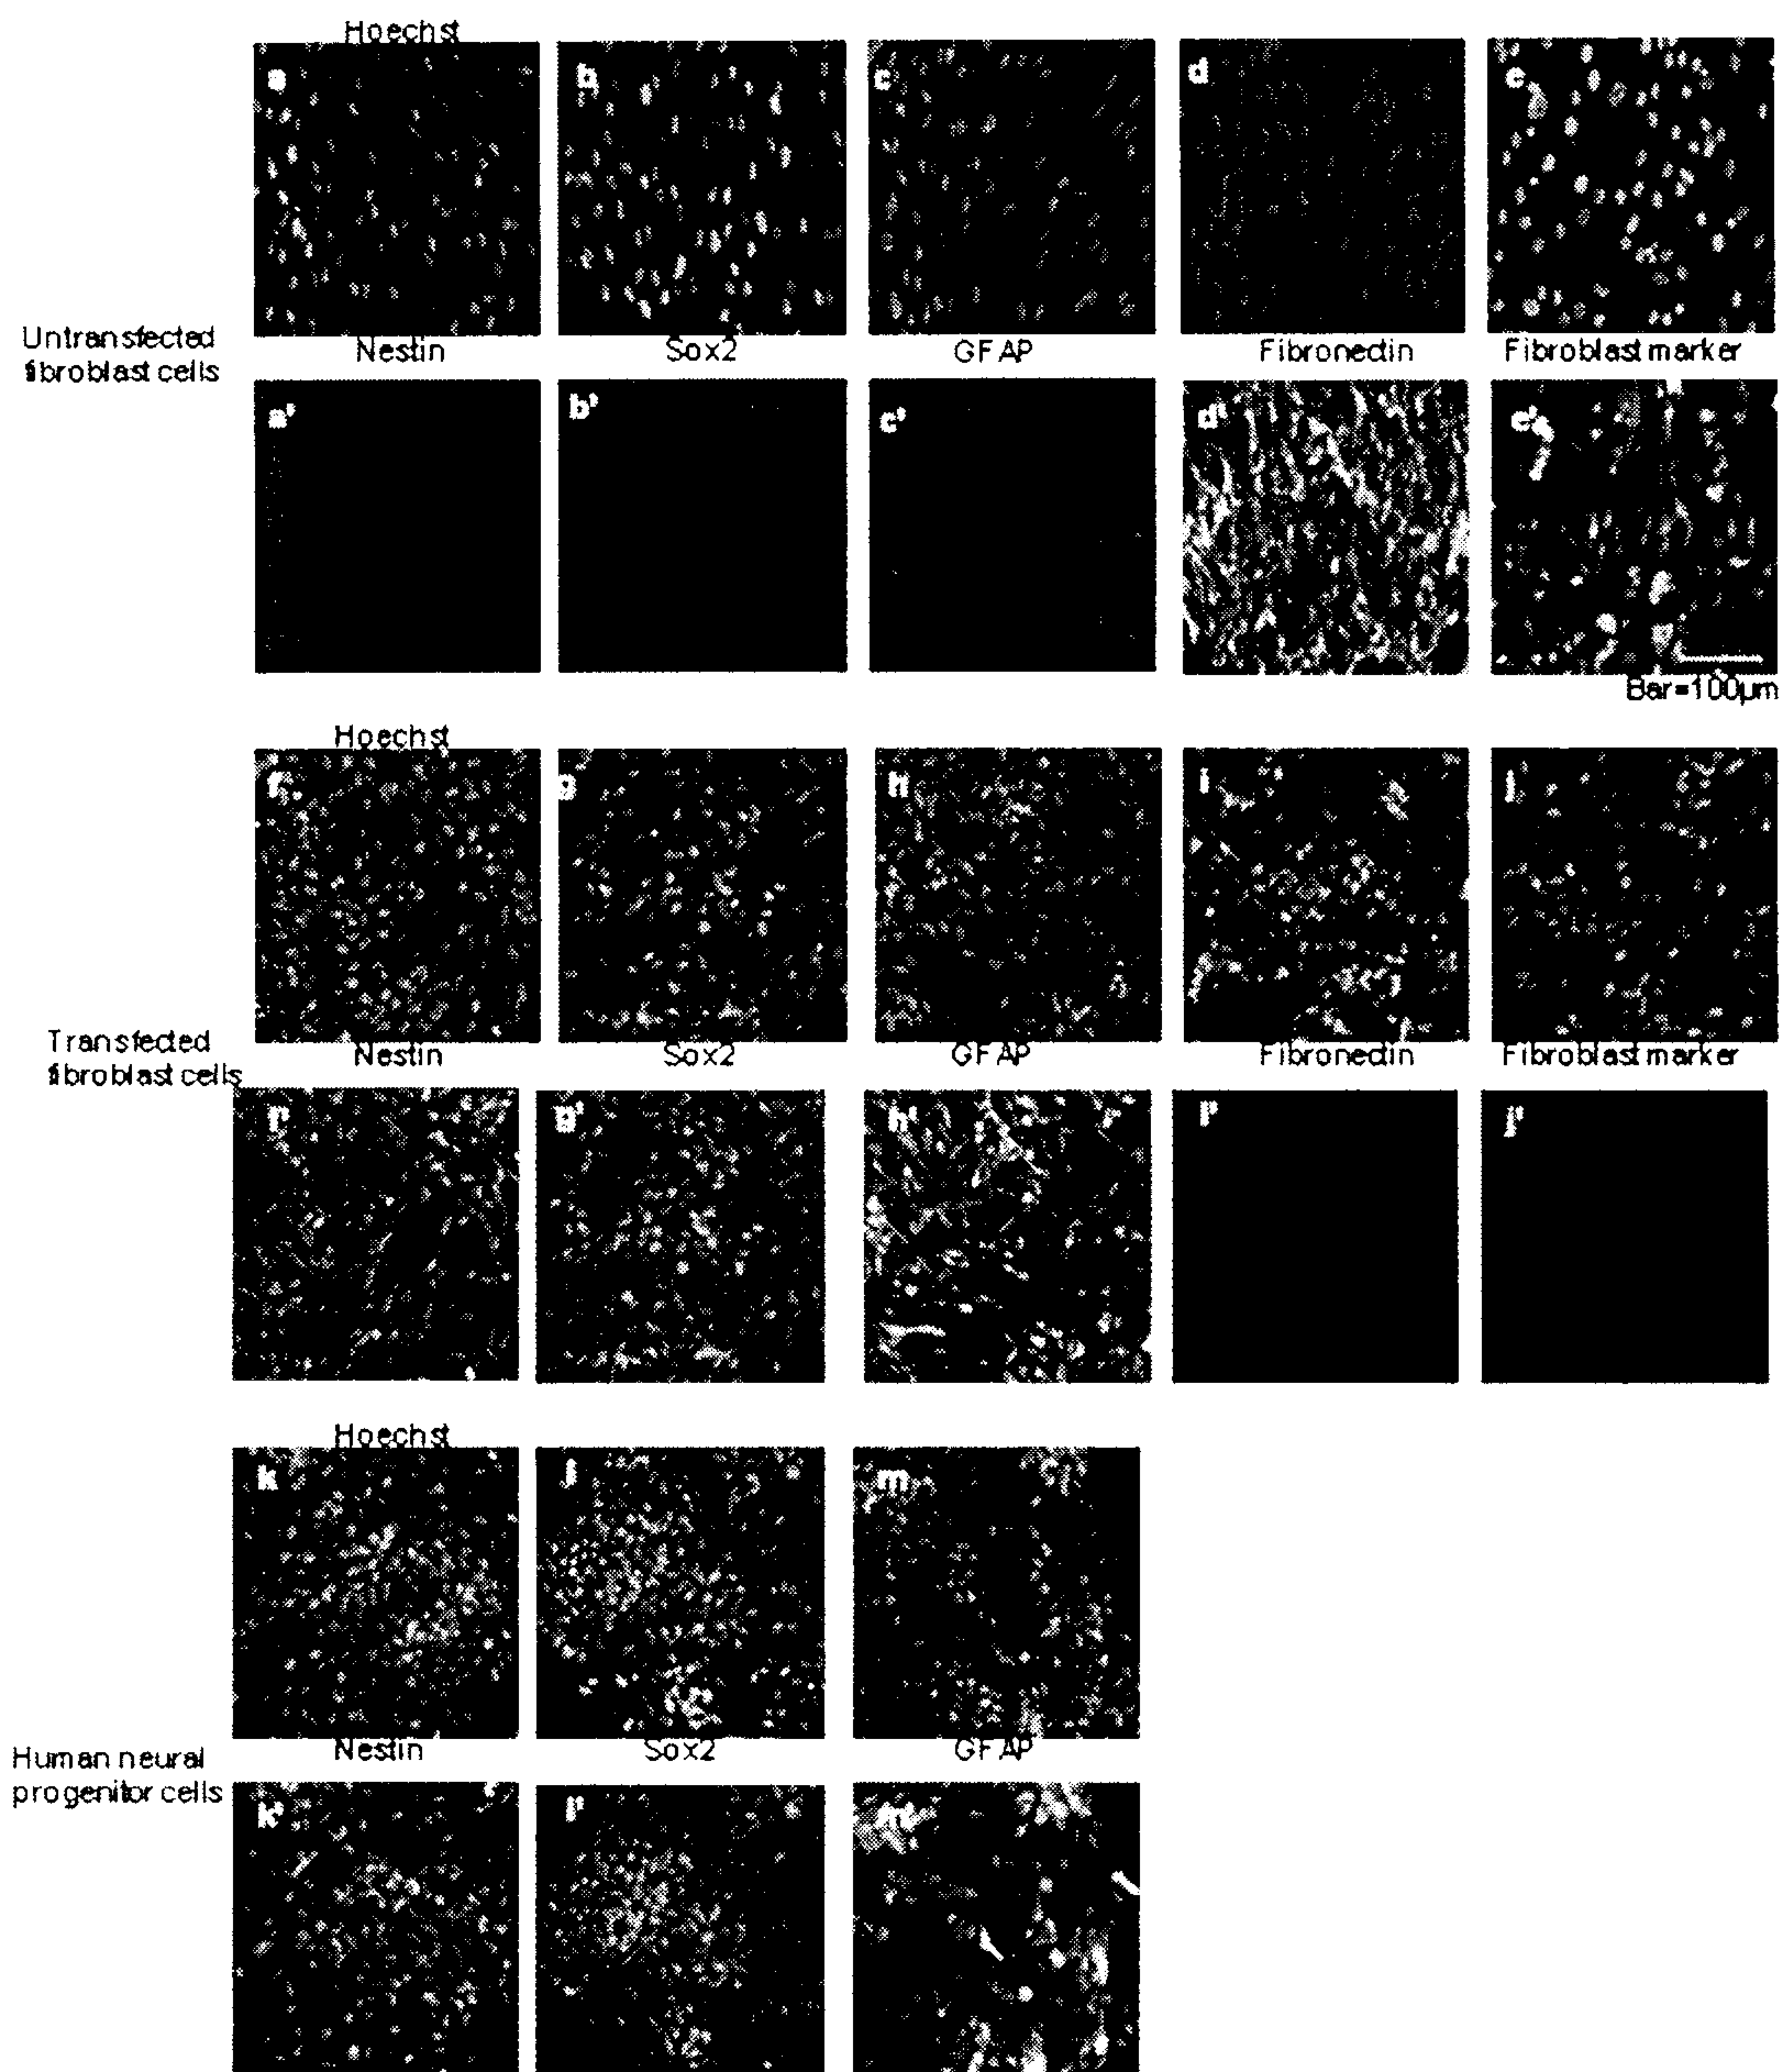 Hoechst
a b c d e
Untransfected
fibroblast cells
Nestin Sox2 GFAP Fibronectin Fibroblast marker
a' b' c' d' e'
Bar=100µm
Hoechst
f g h i j
Transfected
fibroblast cells
Nestin Sox2 GFAP Fibronectin Fibroblast marker
f' g' h' i' j'
Hoechst
k l m
Human neural
progenitor cells
Nestin Sox2 GFAP
k' l' m'